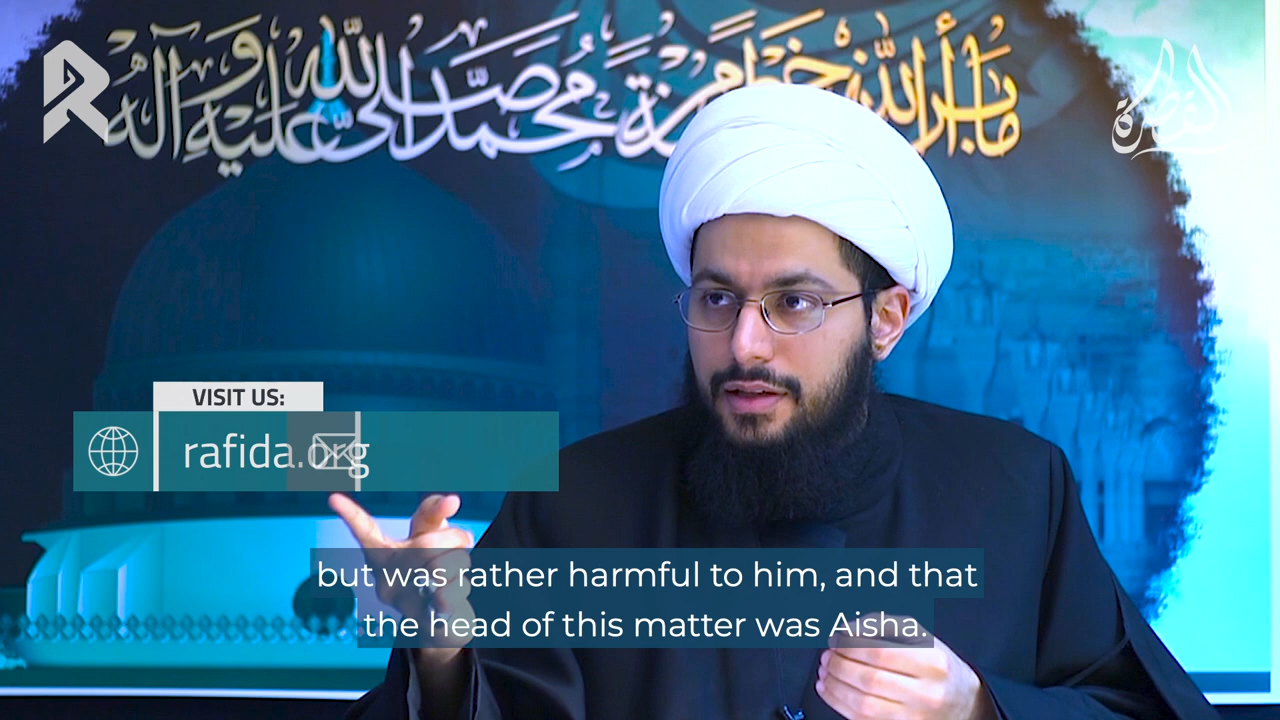 محمد صلى الله عليه وآله
VISIT US:
rafida.org
but was rather harmful to him, and that
the head of this matter was Aisha.